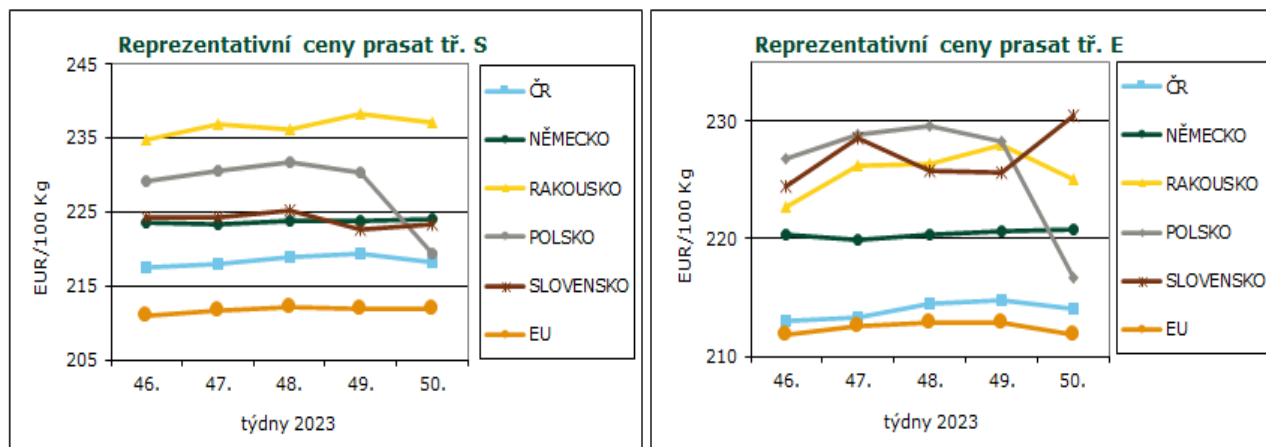 Reprezentativní ceny prasat tř. S
EUR/100 Kg
245
235
225
215
205
46. 47. 48. 49. 50.
týdny 2023
ČR
NĚMECKO
RAKOUSKO
POLSKO
SLOVENSKO
EU
Reprezentativní ceny prasat tř. E
EUR/100 Kg
230
220
210
46. 47. 48. 49. 50.
týdny 2023
ČR
NĚMECKO
RAKOUSKO
POLSKO
SLOVENSKO
EU